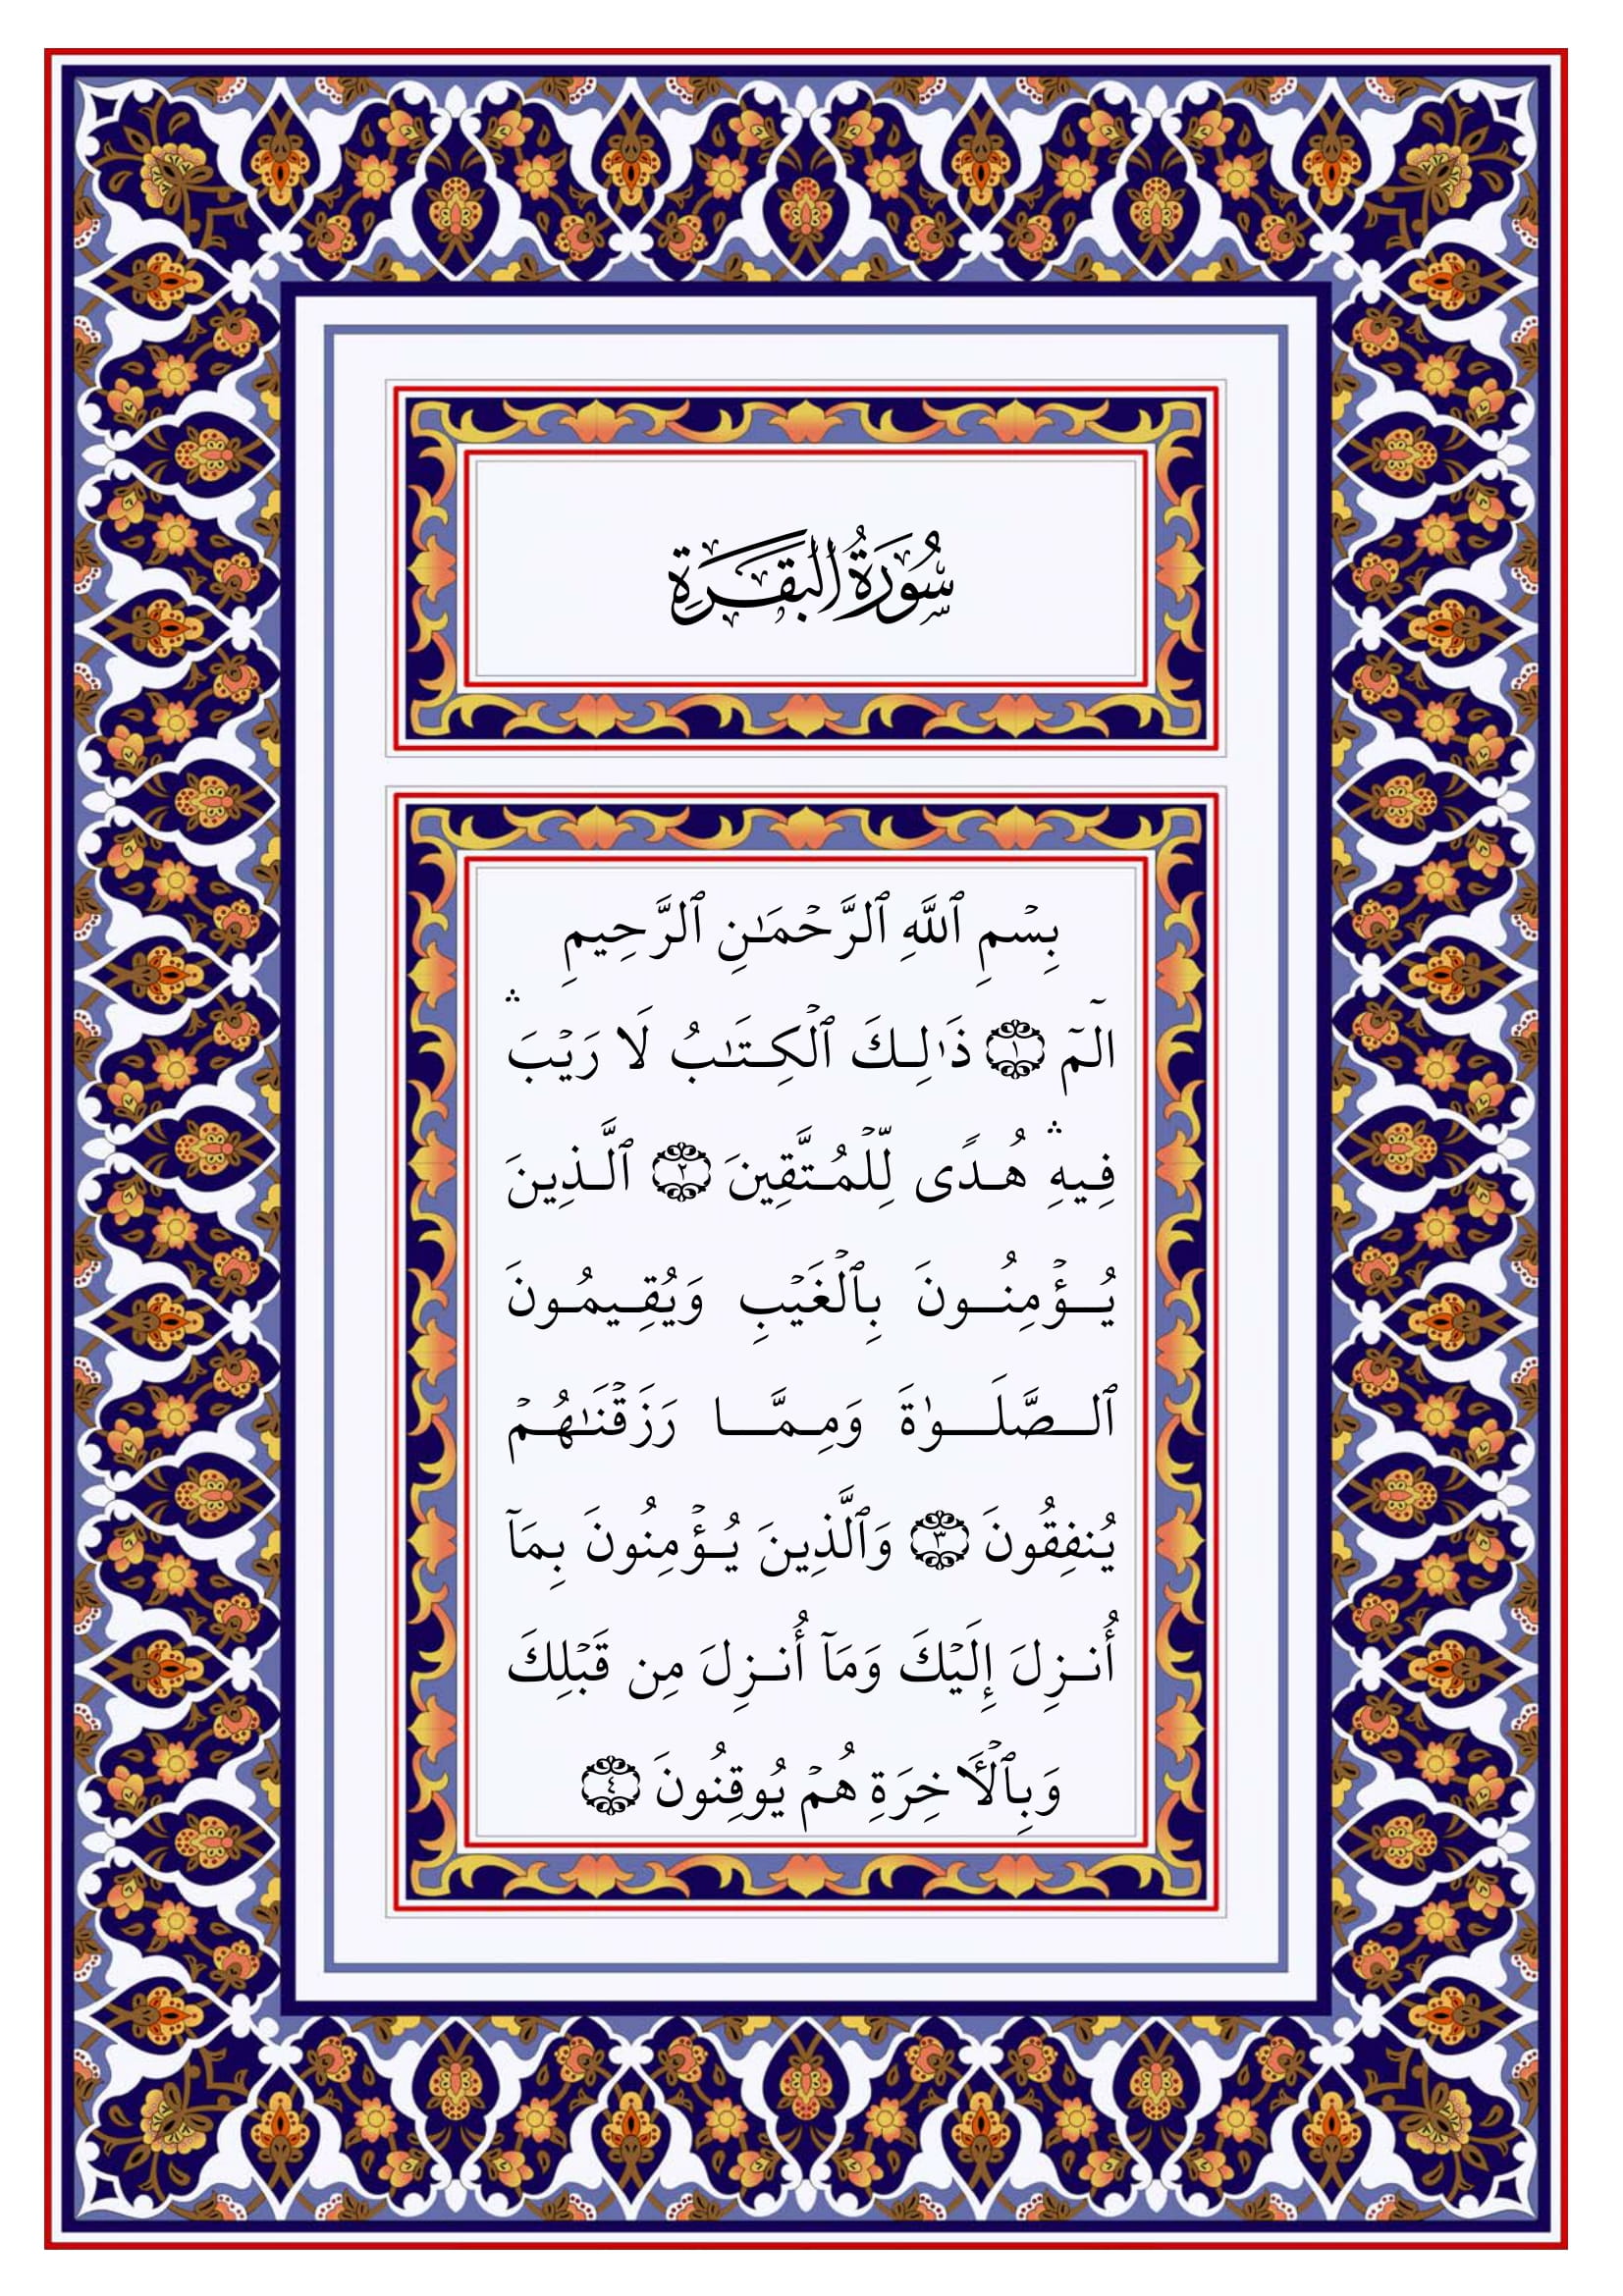 سُورَةُ البَقَرَةِ
بِسۡمِ ٱللَّهِ ٱلرَّحۡمَـٰنِ ٱلرَّحِيمِ
الٓمٓ ۝١ ذَٲلِكَ ٱلۡكِتَـٰبُ لَا رَيۡبَ ۛ
فِيهِ ۛ هُدًى لِّلۡمُتَّقِينَ ۝٢ ٱلَّذِينَ
يُؤۡمِنُونَ بِٱلۡغَيۡبِ وَيُقِيمُونَ
ٱلصَّلَوٰةَ وَمِمَّا رَزَقۡنَـٰهُمۡ
يُنفِقُونَ ۝٣ وَٱلَّذِينَ يُؤۡمِنُونَ بِمَآ
أُنزِلَ إِلَيۡكَ وَمَآ أُنزِلَ مِن قَبۡلِكَ
وَبِٱلۡأَخِرَةِ هُمۡ يُوقِنُونَ ۝٤